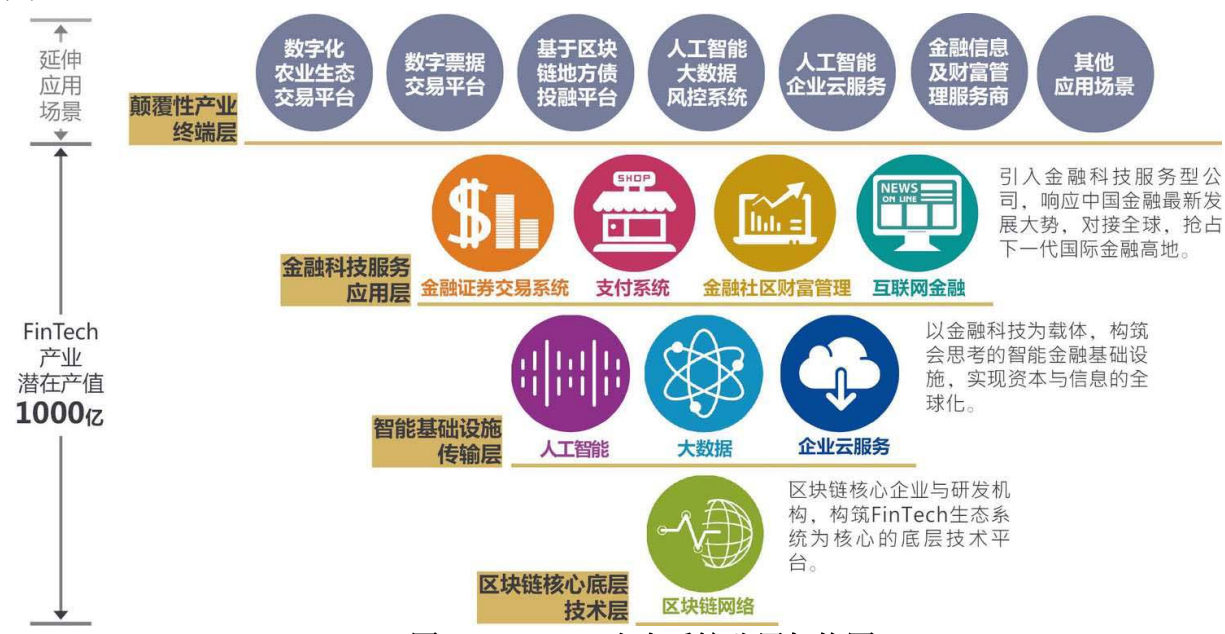 延伸
应用
场景
数字化
农业生态
交易平台
数字票据
交易平台
基于区块
链地方债
投融平台
人工智能
大数据
风控系统
人工智能
企业云服务
金融信息
及财富管
理服务商
其他
应用场景
颠覆性产业
终端层
SHOP
NEWS
ON LINE
引入金融科技服务型公
司，响应中国金融最新发
展大势，对接全球，抢占
下一代国际金融高地。
金融科技服务
应用层
金融证券交易系统
支付系统
金融社区财富管理
互联网金融
FinTech
产业
潜在产值
1000亿
以金融科技为载体，构筑
会思考的智能金融基础设
施，实现资本与信息的全
球化。
智能基础设施
传输层
人工智能
大数据
企业云服务
区块链核心企业与研发机
构，构筑FinTech生态系
统为核心的底层技术平
台。
区块链核心底层
技术层
区块链网络